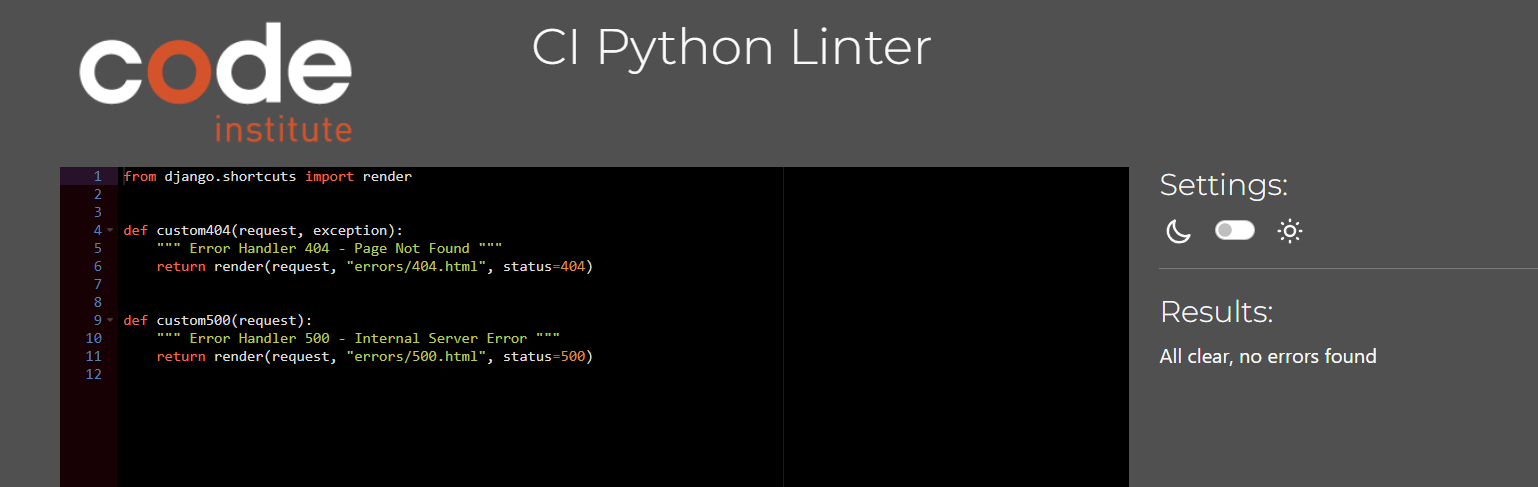 code
institute
CI Python Linter
1 from django.shortcuts import render
2
3
4 def custom404(request, exception):
5     """ Error Handler 404 - Page Not Found """
6     return render(request, "errors/404.html", status=404)
7
8
9 def custom500(request):
10     """ Error Handler 500 - Internal Server Error """
11     return render(request, "errors/500.html", status=500)
12
Settings:
Results:
All clear, no errors found